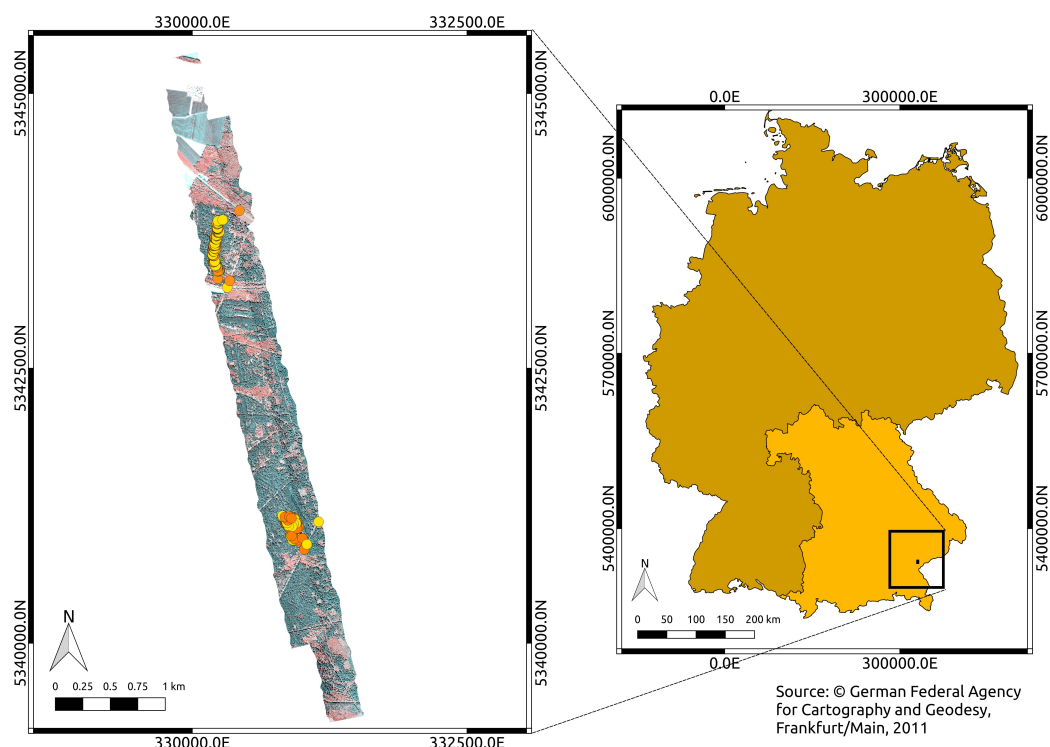 330000.0E 332500.0E
5345000.0N 5345000.0N
5342500.0N 5342500.0N
5340000.0N 5340000.0N
N
0 0.25 0.5 0.75 1 km
330000.0E 332500.0E
0.0E 300000.0E
6000000.0N 6000000.0N
5700000.0N 5700000.0N
5400000.0N 5400000.0N
N
0 50 100 150 200 km
0.0E 300000.0E
Source: © German Federal Agency
for Cartography and Geodesy,
Frankfurt/Main, 2011